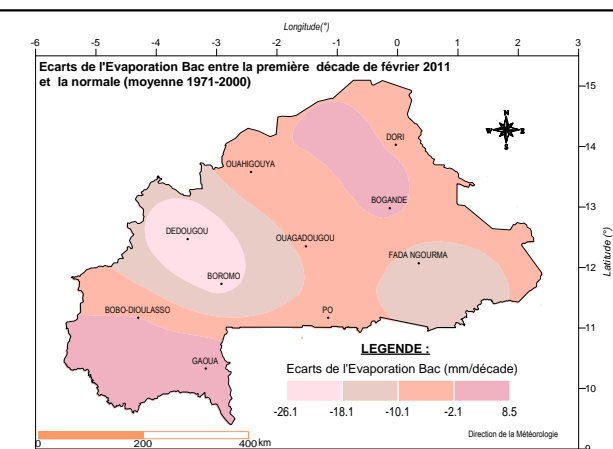 Longitude(°)
-6 -5 -4 -3 -2 -1 0 1 2 3
Ecarts de l'Evaporation Bac entre la première décade de février 2011
et la normale (moyenne 1971-2000)
15
N
W E
S
DORI
14
OUAHIGOUYA
BOGANDE
13
DEDOUGOU
OUAGADOUGOU
FADA NGOURMA
Latitude (°)
12
BOROMO
BOBO-DIOULASSO
PO
11
LEGENDE :
GAOUA
Ecarts de l'Evaporation Bac (mm/décade)
10
-26.1 -18.1 -10.1 -2.1 8.5
Direction de la Météorologie
0 200 400 km
9